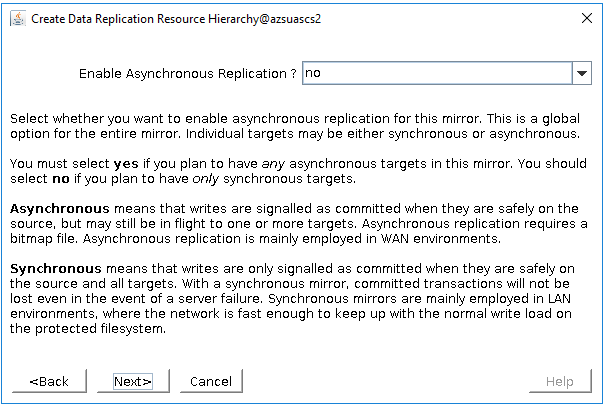 Create Data Replication Resource Hierarchy@azsuascs2
Enable Asynchronous Replication ? no
Select whether you want to enable asynchronous replication for this mirror. This is a global
option for the entire mirror. Individual targets may be either synchronous or asynchronous.
You must select yes if you plan to have any asynchronous targets in this mirror. You should
select no if you plan to have only synchronous targets.
Asynchronous means that writes are signalled as committed when they are safely on the
source, but may still be in flight to one or more targets. Asynchronous replication requires a
bitmap file. Asynchronous replication is mainly employed in WAN environments.
Synchronous means that writes are only signalled as committed when they are safely on
the source and all targets. With a synchronous mirror, committed transactions will not be
lost even in the event of a server failure. Synchronous mirrors are mainly employed in LAN
environments, where the network is fast enough to keep up with the normal write load on
the protected filesystem.
<Back Next> Cancel Help